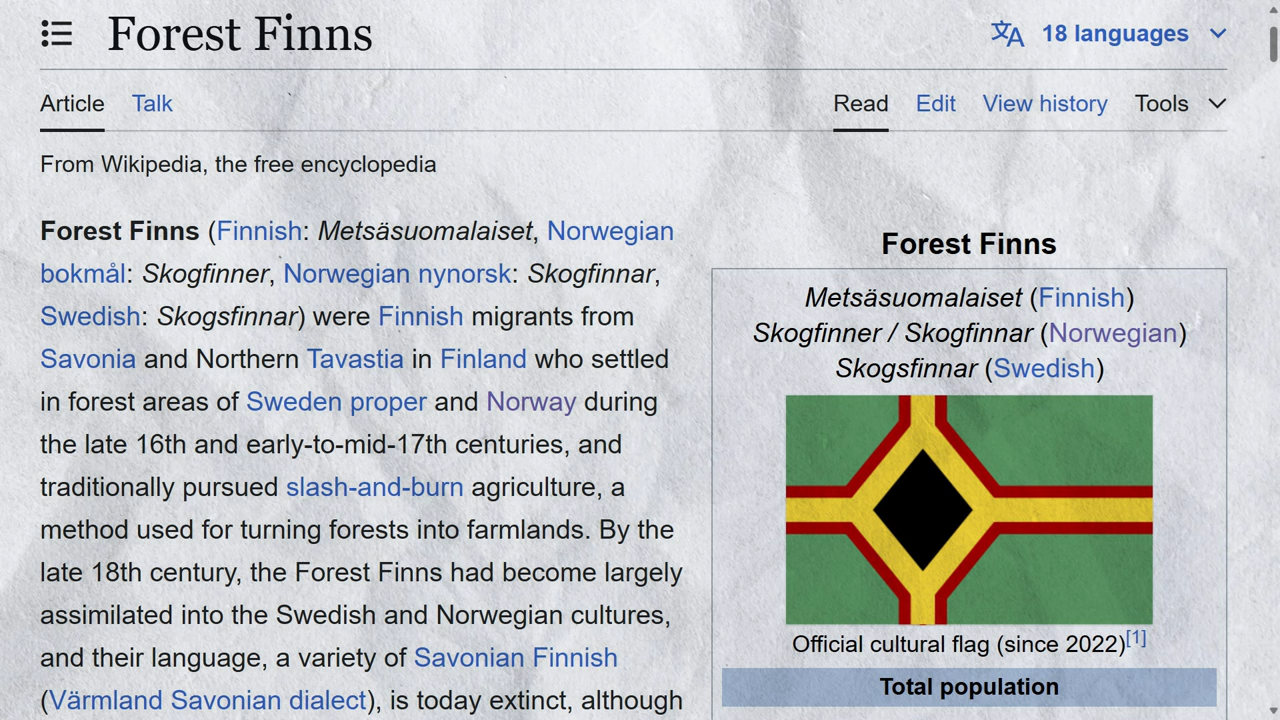 Forest Finns
18 languages
Article Talk
Read Edit View history Tools
From Wikipedia, the free encyclopedia
Forest Finns (Finnish: Metsäsuomalaiset, Norwegian
bokmål: Skogfinner, Norwegian nynorsk: Skogfinnar,
Swedish: Skogsfinnar) were Finnish migrants from
Savonia and Northern Tavastia in Finland who settled
in forest areas of Sweden proper and Norway during
the late 16th and early-to-mid-17th centuries, and
traditionally pursued slash-and-burn agriculture, a
method used for turning forests into farmlands. By the
late 18th century, the Forest Finns had become largely
assimilated into the Swedish and Norwegian cultures,
and their language, a variety of Savonian Finnish
(Värmland Savonian dialect), is today extinct, although
Forest Finns
Metsäsuomalaiset (Finnish)
Skogfinner / Skogfinnar (Norwegian)
Skogsfinnar (Swedish)
Official cultural flag (since 2022)[1]
Total population